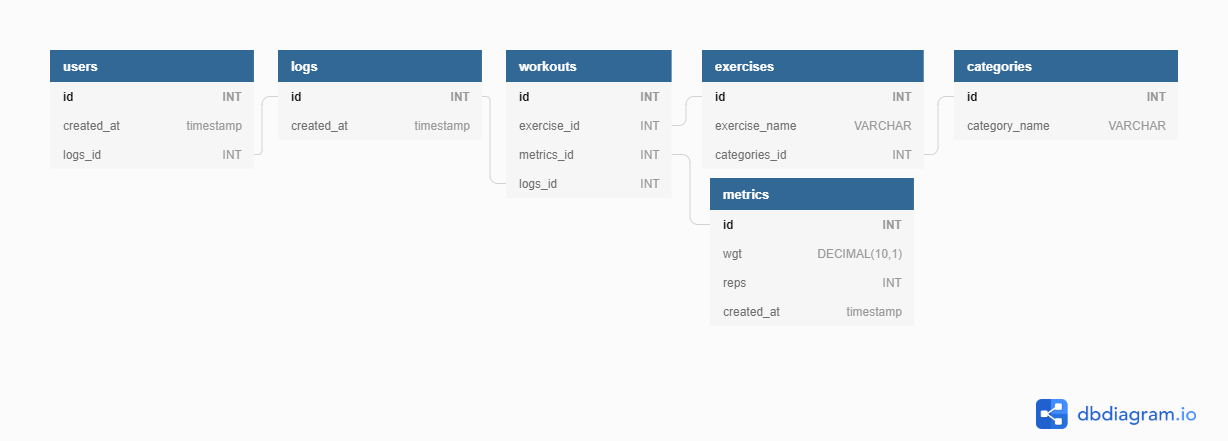 users
id INT
created_at timestamp
logs_id INT
logs
id INT
created_at timestamp
workouts
id INT
exercise_id INT
metrics_id INT
logs_id INT
exercises
id INT
exercise_name VARCHAR
categories_id INT
categories
id INT
category_name VARCHAR
metrics
id INT
wgt DECIMAL(10,1)
reps INT
created_at timestamp
dbdiagram.io